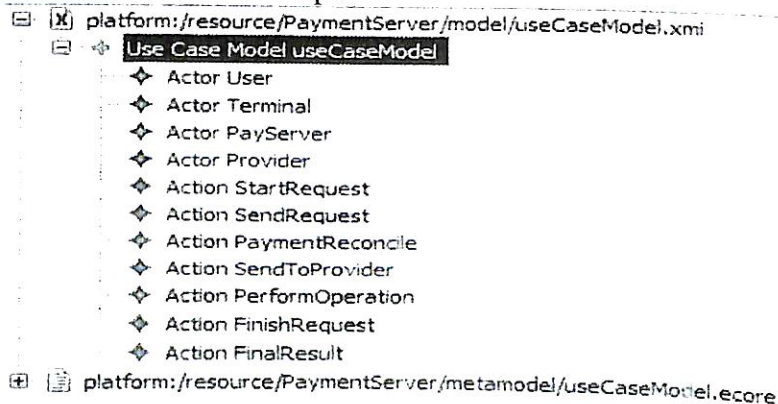 platform:/resource/PaymentServer/model/useCaseModel.xmi
Use Case Model useCaseModel
Actor User
Actor Terminal
Actor PayServer
Actor Provider
Action StartRequest
Action SendRequest
Action PaymentReconcile
Action SendToProvider
Action PerformOperation
Action FinishRequest
Action FinalResult
platform:/resource/PaymentServer/metamodel/useCaseModel.ecore